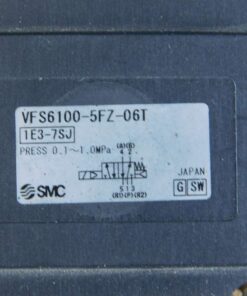 VFS6100-5FZ-06T
1E3-7SJ
PRESS 0.1~1.0MPa
(A)(B)
4 2
5 1 3
(R1)(P)(R2)
JAPAN
SMC
G SW